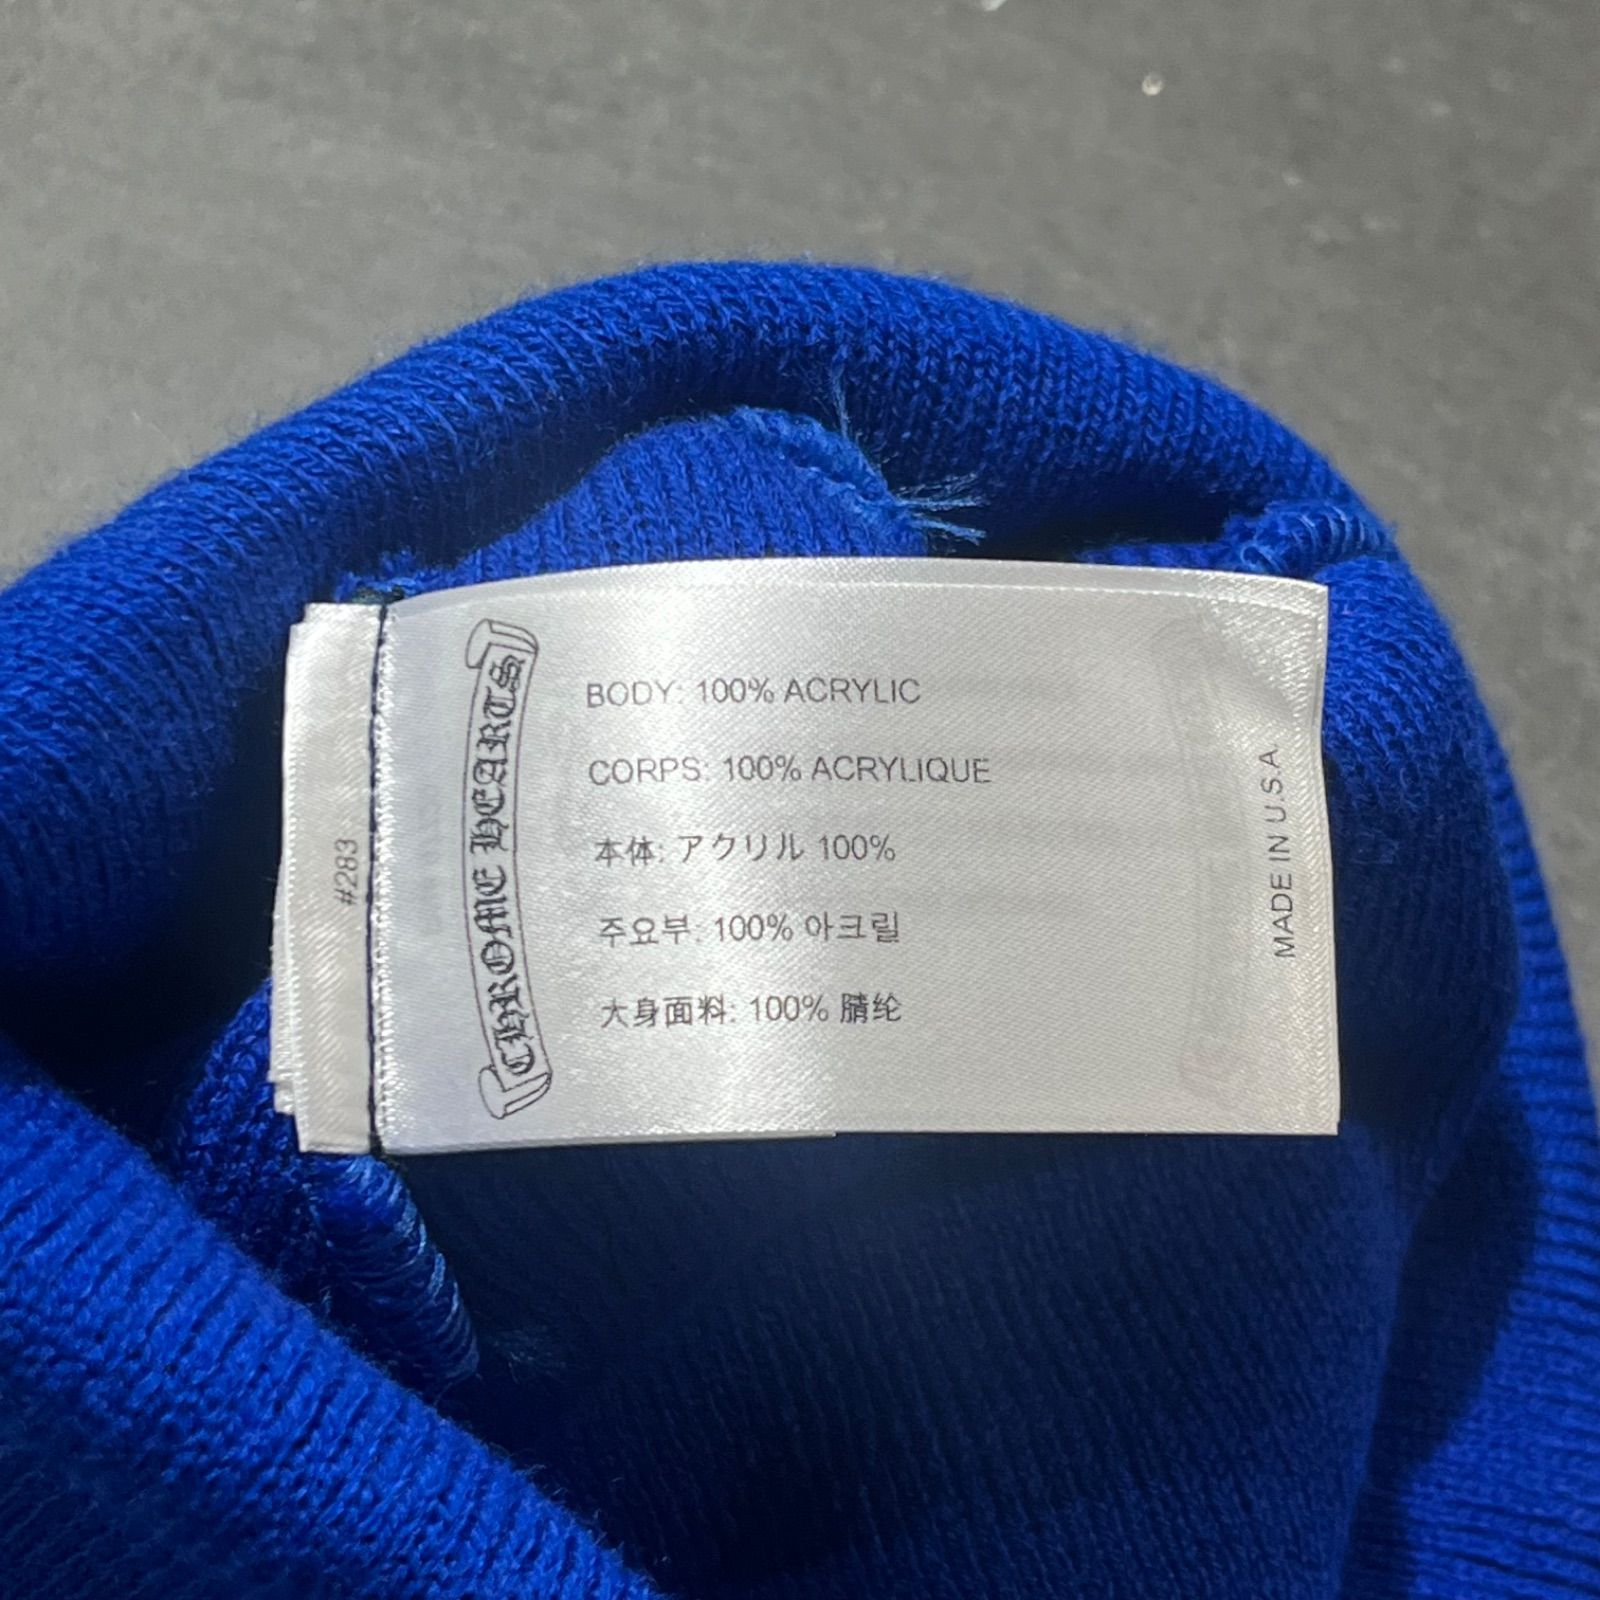 #283
CHROME HEARTS
BODY: 100% ACRYLIC
CORPS: 100% ACRYLIQUE
本体: アクリル 100%
주요부: 100% 아크릴
大身面料: 100% 腈纶
MADE IN U.S.A